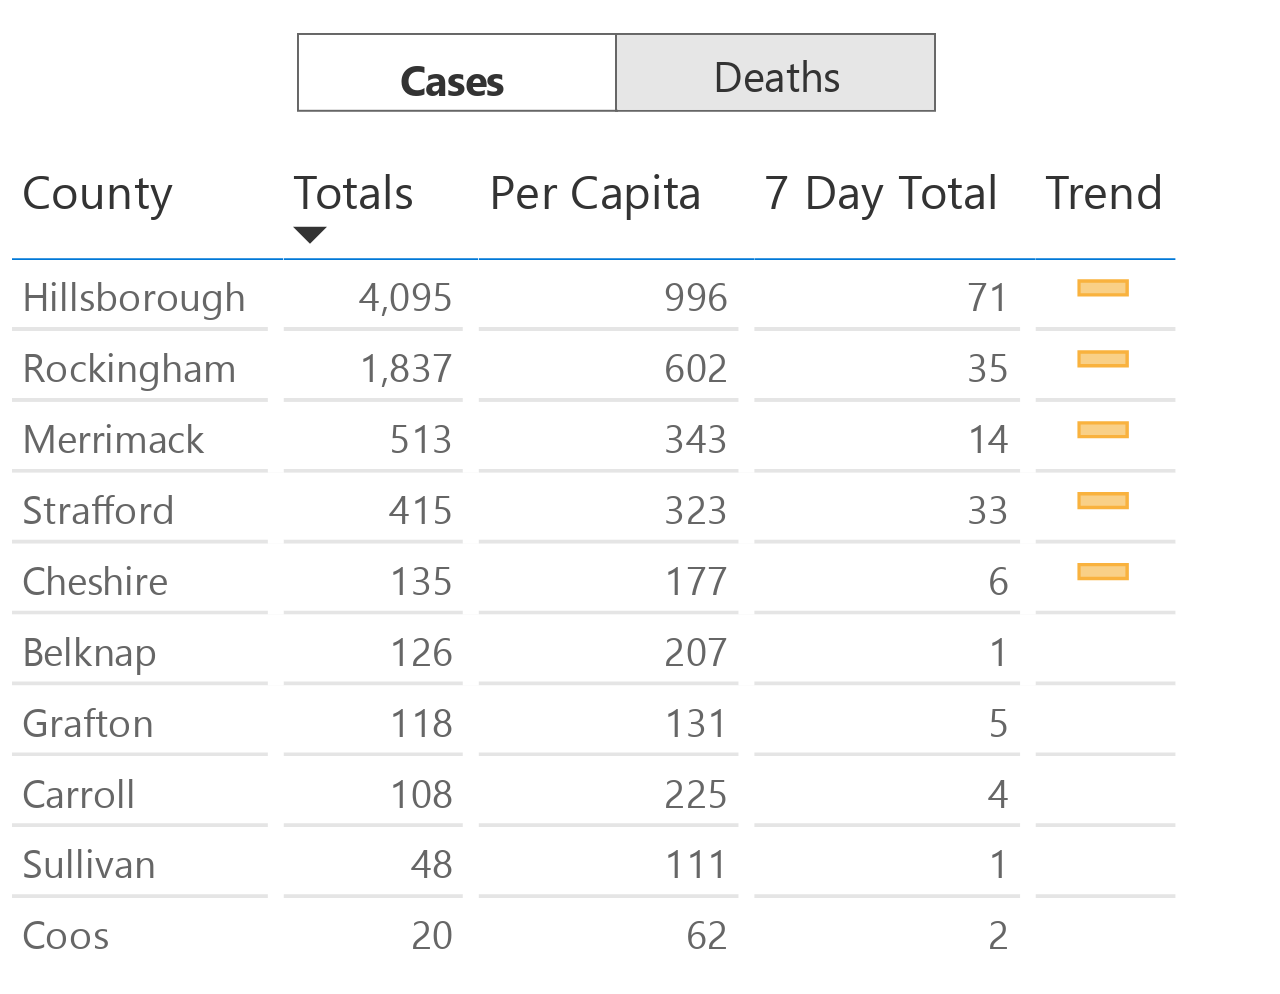 Cases Deaths
County Totals Per Capita 7 Day Total Trend
Hillsborough 4,095 996 71
Rockingham 1,837 602 35
Merrimack 513 343 14
Strafford 415 323 33
Cheshire 135 177 6
Belknap 126 207 1
Grafton 118 131 5
Carroll 108 225 4
Sullivan 48 111 1
Coos 20 62 2